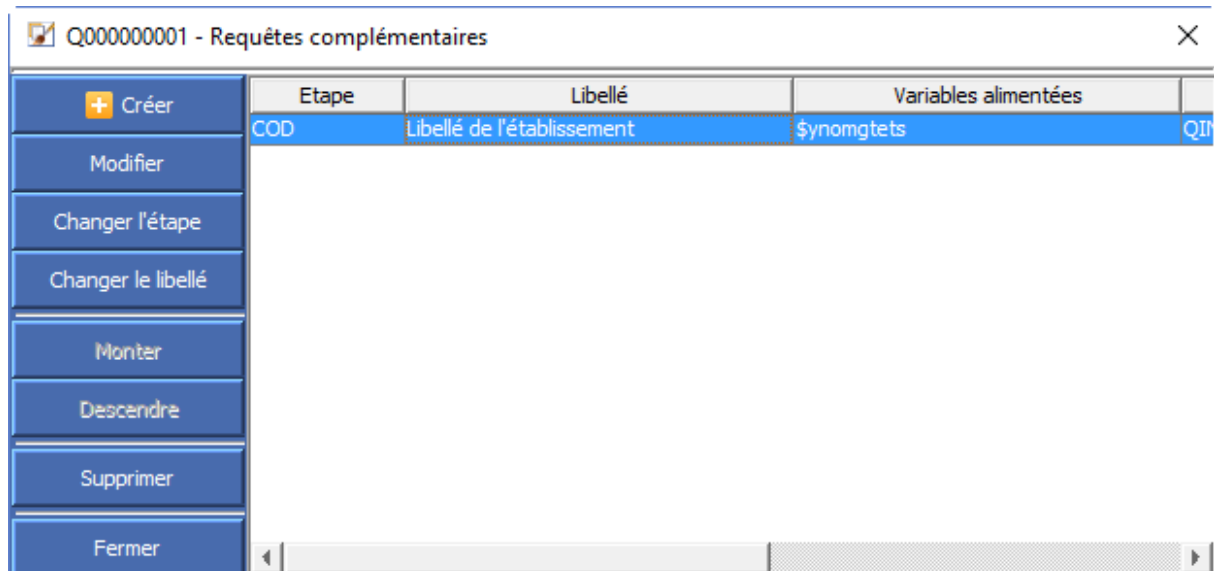 Q000000001 - Requêtes complémentaires
Créer
Modifier
Changer l'étape
Changer le libellé
Monter
Descendre
Supprimer
Fermer
Etape Libellé Variables alimentées
COD Libellé de l'établissement $ynomgtets